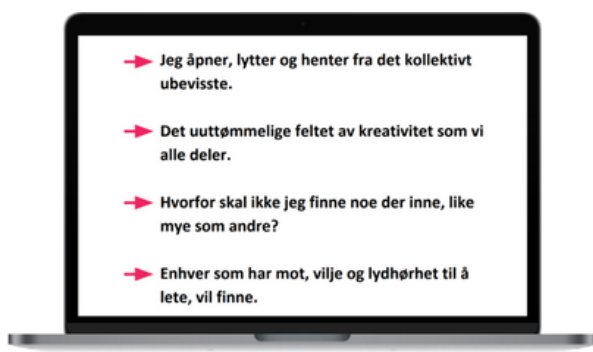 Jeg åpner, lytter og henter fra det kollektivt
ubevisste.
Det uuttømmelige feltet av kreativitet som vi
alle deler.
Hvorfor skal ikke jeg finne noe der inne, like
mye som andre?
Enhver som har mot, vilje og lydhørhet til å
lete, vil finne.